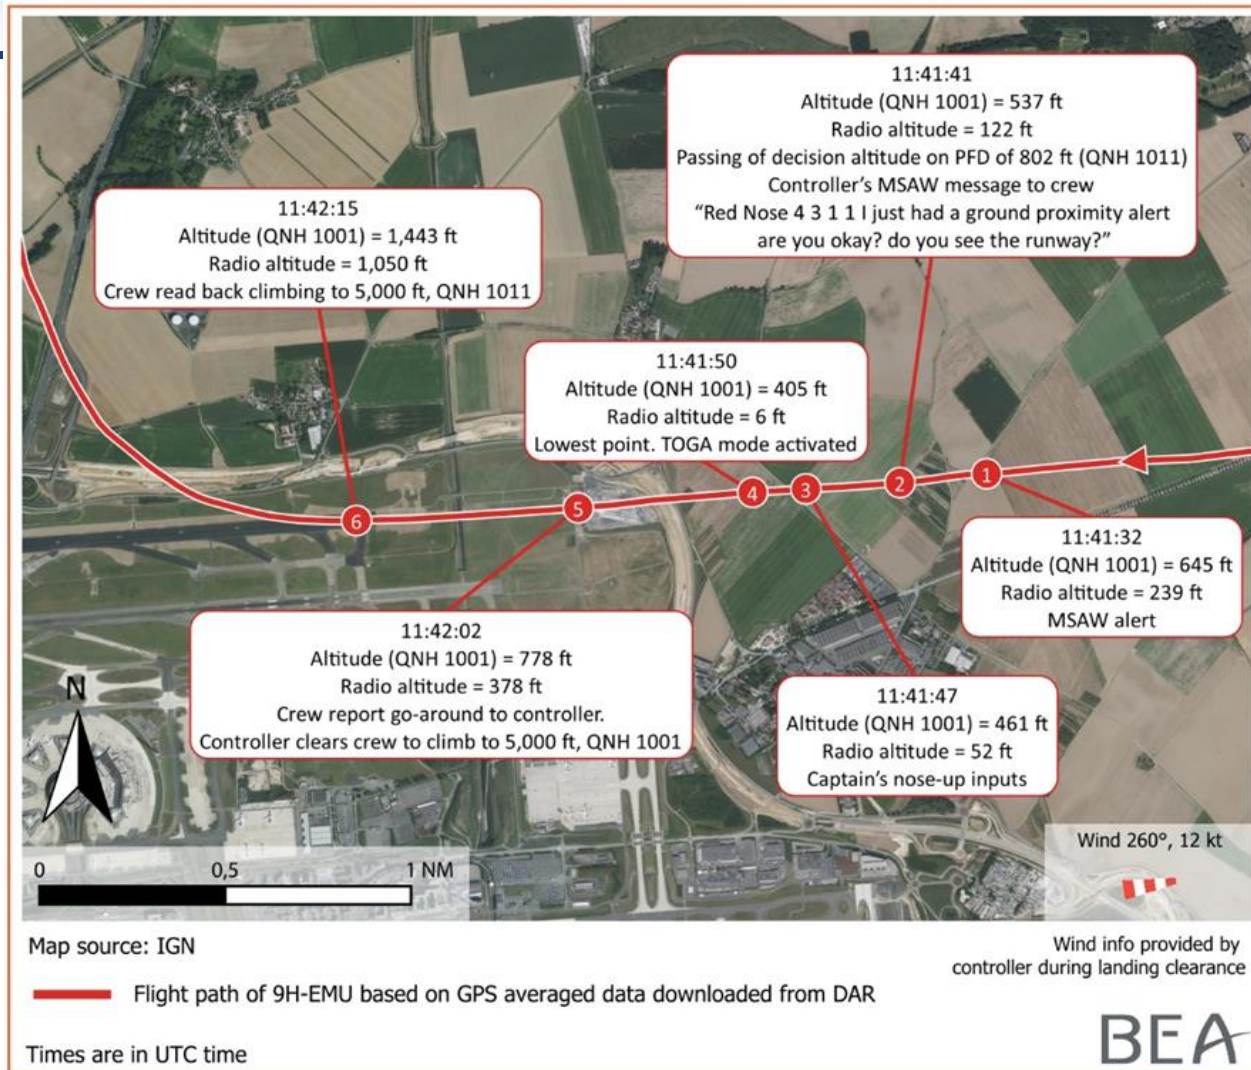 11:41:41
Altitude (QNH 1001) = 537 ft
Radio altitude = 122 ft
Passing of decision altitude on PFD of 802 ft (QNH 1011)
Controller's MSAW message to crew
“Red Nose 4 3 1 1 I just had a ground proximity alert
are you okay? do you see the runway?”
11:42:15
Altitude (QNH 1001) = 1,443 ft
Radio altitude = 1,050 ft
Crew read back climbing to 5,000 ft, QNH 1011
11:41:50
Altitude (QNH 1001) = 405 ft
Radio altitude = 6 ft
Lowest point. TOGA mode activated
6
5
4
3
2
1
11:41:32
Altitude (QNH 1001) = 645 ft
Radio altitude = 239 ft
MSAW alert
11:42:02
Altitude (QNH 1001) = 778 ft
Radio altitude = 378 ft
Crew report go-around to controller.
Controller clears crew to climb to 5,000 ft, QNH 1001
11:41:47
Altitude (QNH 1001) = 461 ft
Radio altitude = 52 ft
Captain's nose-up inputs
N
0 0,5 1 NM
Wind 260°, 12 kt
Map source: IGN
Wind info provided by
controller during landing clearance
Flight path of 9H-EMU based on GPS averaged data downloaded from DAR
Times are in UTC time
BEA